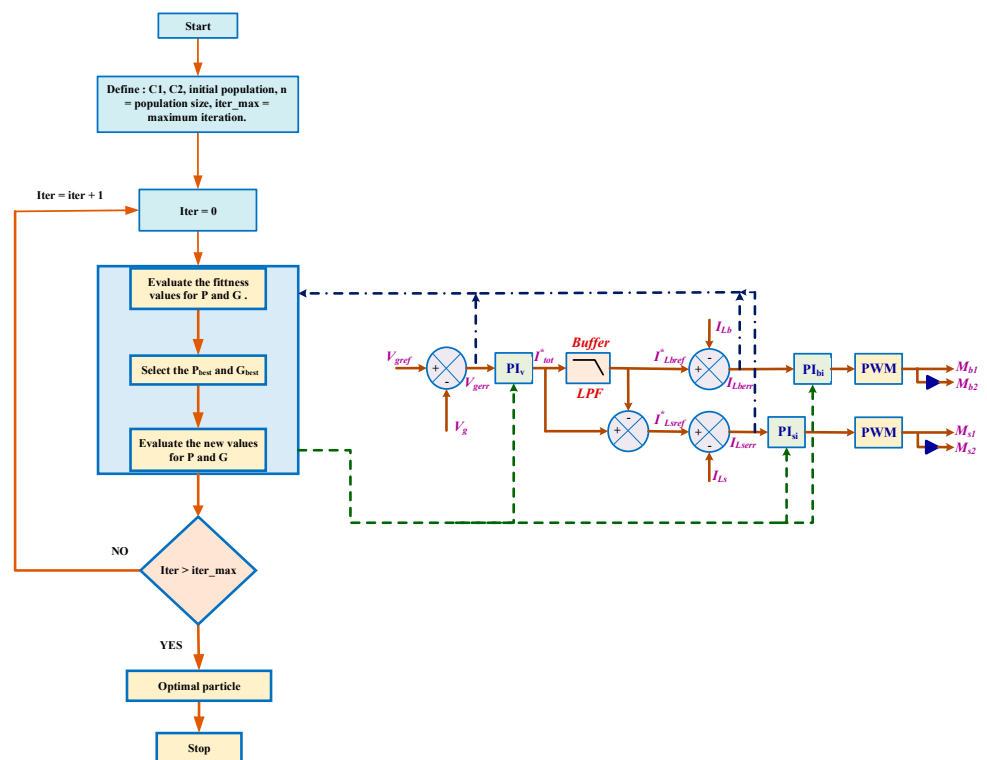 Start
Define : C1, C2, initial population, n
= population size, iter_max =
maximum iteration.
Iter = iter + 1
Iter = 0
Evaluate the fittness
values for P and G .
Select the Pbest and Gbest
Evaluate the new values
for P and G
NO
Iter > iter_max
YES
Optimal particle
Stop
Vgref
+
-
Vgerr
Vg
PIv
I*tot
Buffer
LPF
I*Lbref
ILb
+
-
ILberr
PIbi
PWM
Mb1
Mb2
+
-
I*Lsref
+
-
ILserr
ILs
PIsi
PWM
Ms1
Ms2